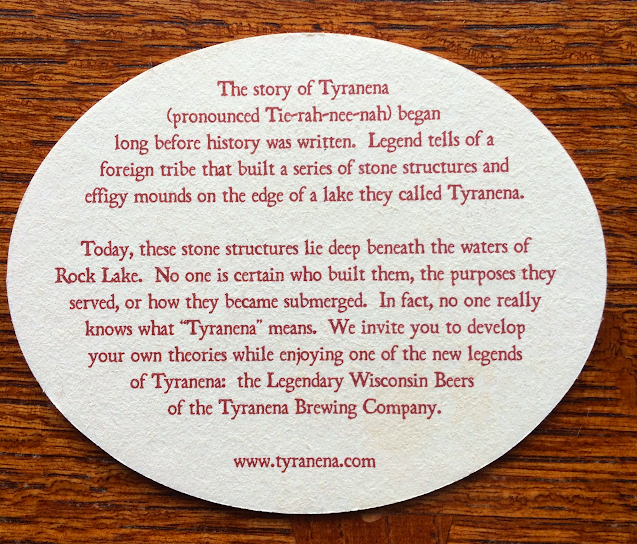 The story of Tyranena
(pronounced Tie-rah-nee-nah) began
long before history was written. Legend tells of a
foreign tribe that built a series of stone structures and
effigy mounds on the edge of a lake they called Tyranena.
Today, these stone structures lie deep beneath the waters of
Rock Lake. No one is certain who built them, the purposes they
served, or how they became submerged. In fact, no one really
knows what “Tyranena” means. We invite you to develop
your own theories while enjoying one of the new legends
of Tyranena: the Legendary Wisconsin Beers
of the Tyranena Brewing Company.
www.tyranena.com